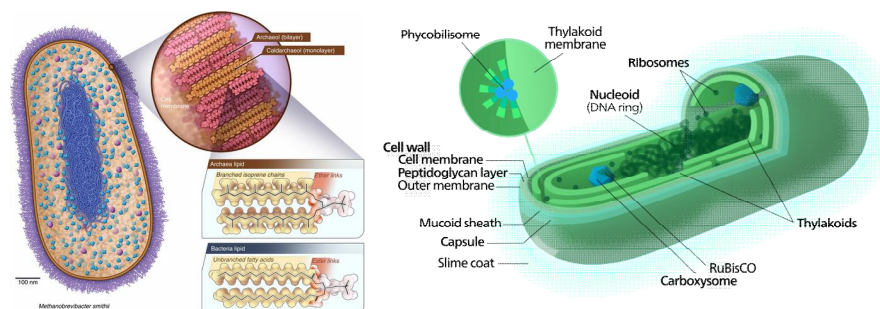 Archaeol (bilayer)
Caldarchaeol (monolayer)
Cell
membrane
Archaea lipid
Branched isoprene chains
Ether links
Bacteria lipid
Unbranched fatty acids
Ester links
100 nm
Methanobrevibacter smithii
Phycobilisome
Thylakoid
membrane
Ribosomes
Nucleoid
(DNA ring)
Cell wall
Cell membrane
Peptidoglycan layer
Outer membrane
Mucoid sheath
Capsule
Slime coat
Thylakoids
RuBisCO
Carboxysome